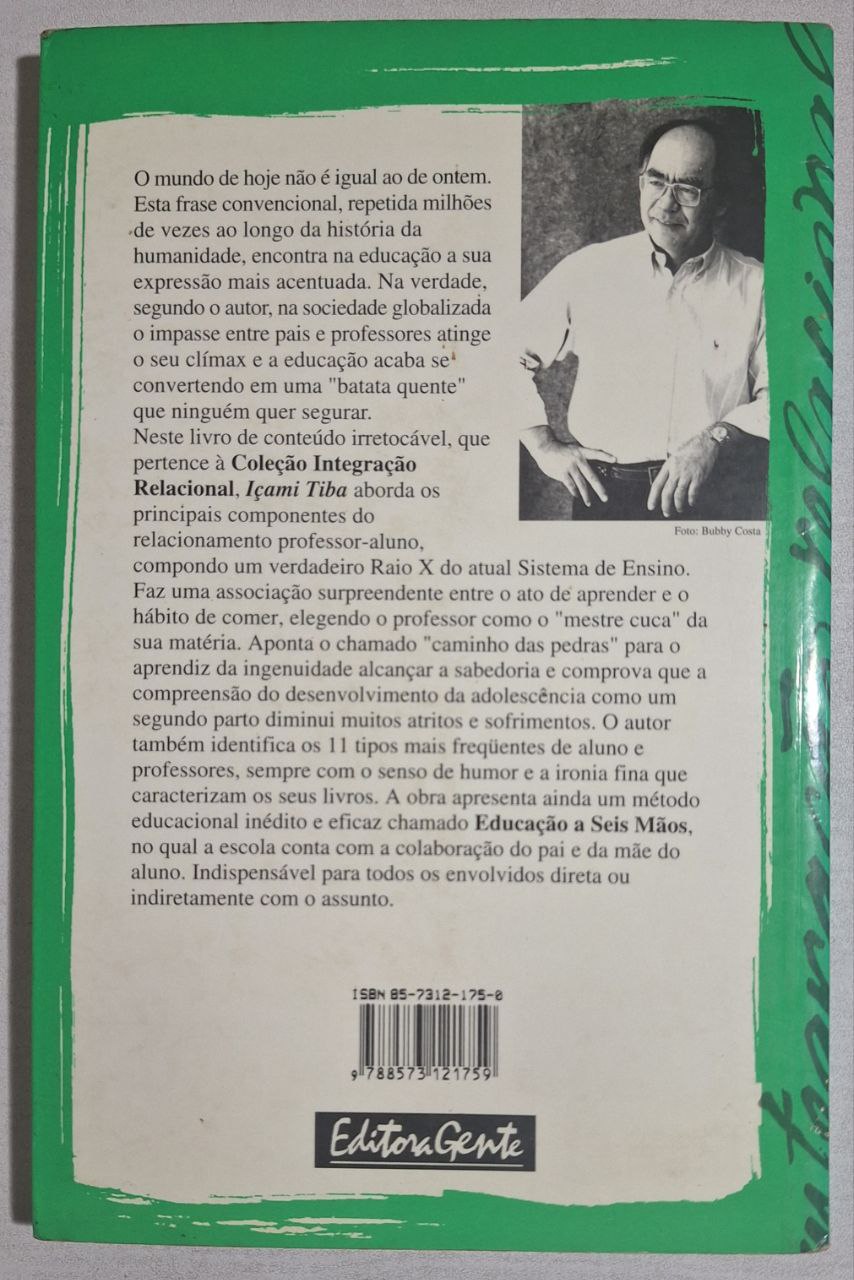 O mundo de hoje não é igual ao de ontem.
Esta frase convencional, repetida milhões
de vezes ao longo da história da
humanidade, encontra na educação a sua
expressão mais acentuada. Na verdade,
segundo o autor, na sociedade globalizada
o impasse entre pais e professores atinge
o seu clímax e a educação acaba se
convertendo em uma "batata quente"
que ninguém quer segurar.
Neste livro de conteúdo irretocável, que
pertence à Coleção Integração
Relacional, Içami Tiba aborda os
principais componentes do
relacionamento professor-aluno,
Foto: Bubby Costa
compondo um verdadeiro Raio X do atual Sistema de Ensino.
Faz uma associação surpreendente entre o ato de aprender e o
hábito de comer, elegendo o professor como o "mestre cuca" da
sua matéria. Aponta o chamado "caminho das pedras" para o
aprendiz da ingenuidade alcançar a sabedoria e comprova que a
compreensão do desenvolvimento da adolescência como um
segundo parto diminui muitos atritos e sofrimentos. O autor
também identifica os 11 tipos mais freqüentes de aluno e
professores, sempre com o senso de humor e a ironia fina que
caracterizam os seus livros. A obra apresenta ainda um método
educacional inédito e eficaz chamado Educação a Seis Mãos,
no qual a escola conta com a colaboração do pai e da mãe do
aluno. Indispensável para todos os envolvidos direta ou
indiretamente com o assunto.
ISBN 85-7312-175-0
9 788573 121759
Editora Gente